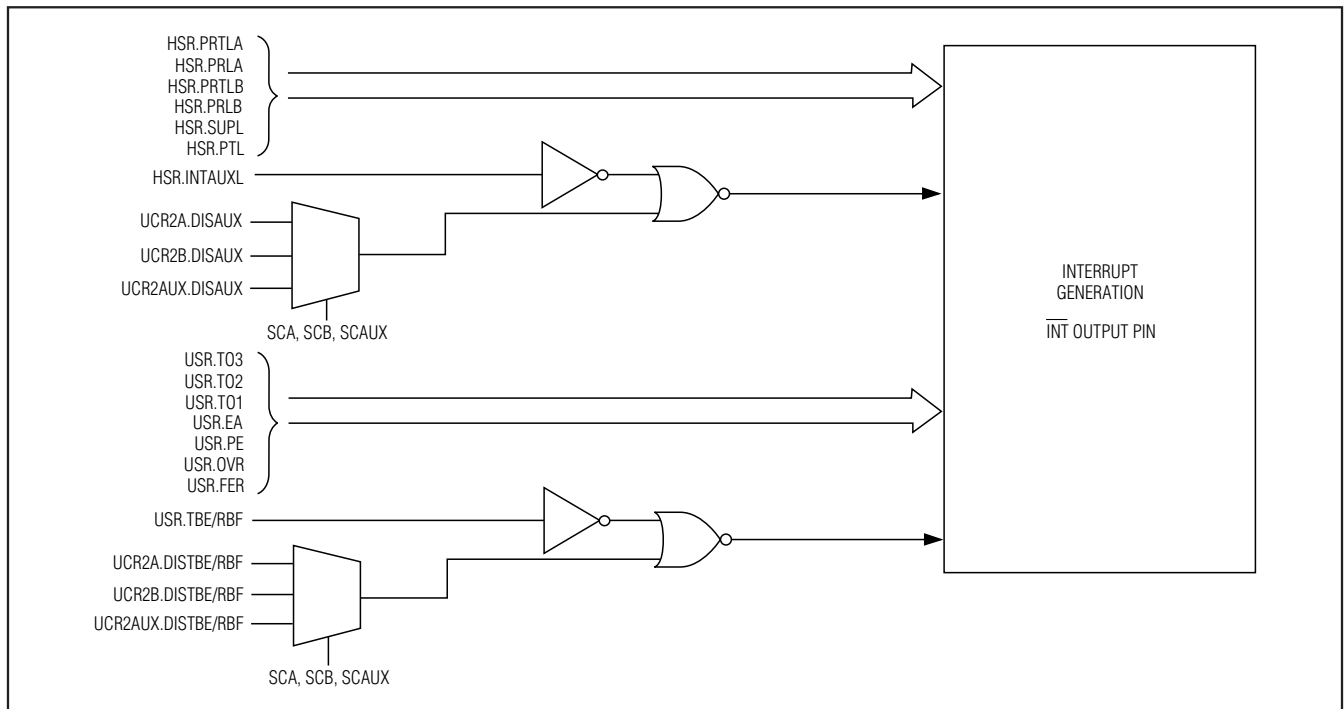 HSR.PRTLA
HSR.PRLA
HSR.PRTLB
HSR.PRLB
HSR.SUPL
HSR.PTL
HSR.INTAUXL
UCR2A.DISAUX
UCR2B.DISAUX
UCR2AUX.DISAUX
SCA, SCB, SCAUX
USR.TO3
USR.TO2
USR.TO1
USR.EA
USR.PE
USR.OVR
USR.FER
USR.TBE/RBF
UCR2A.DISTBE/RBF
UCR2B.DISTBE/RBF
UCR2AUX.DISTBE/RBF
SCA, SCB, SCAUX
INTERRUPT
GENERATION
INT OUTPUT PIN